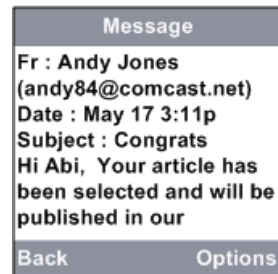 Message
Fr : Andy Jones
(andy84@comcast.net)
Date : May 17 3:11p
Subject : Congrats
Hi Abi,  Your article has
been selected and will be
published in our
Back Options